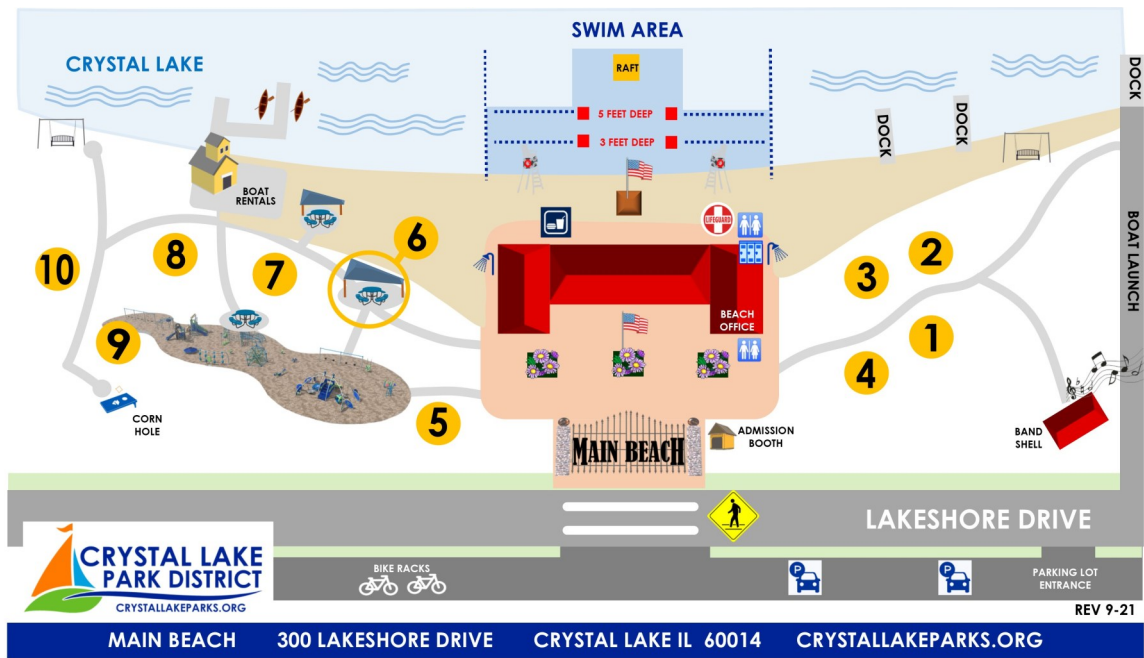 SWIM AREA
CRYSTAL LAKE
RAFT
5 FEET DEEP
3 FEET DEEP
DOCK
DOCK
DOCK
BOAT
RENTALS
LIFEGUARD
BOAT LAUNCH
6
2
8
7
3
10
BEACH
OFFICE
1
9
4
5
CORN
HOLE
MAIN BEACH
ADMISSION
BOOTH
BAND
SHELL
LAKESHORE DRIVE
CRYSTAL LAKE
PARK DISTRICT
CRYSTALLAKEPARKS.ORG
BIKE RACKS
P
P
PARKING LOT
ENTRANCE
REV 9-21
MAIN BEACH 300 LAKESHORE DRIVE CRYSTAL LAKE IL 60014 CRYSTALLAKEPARKS.ORG